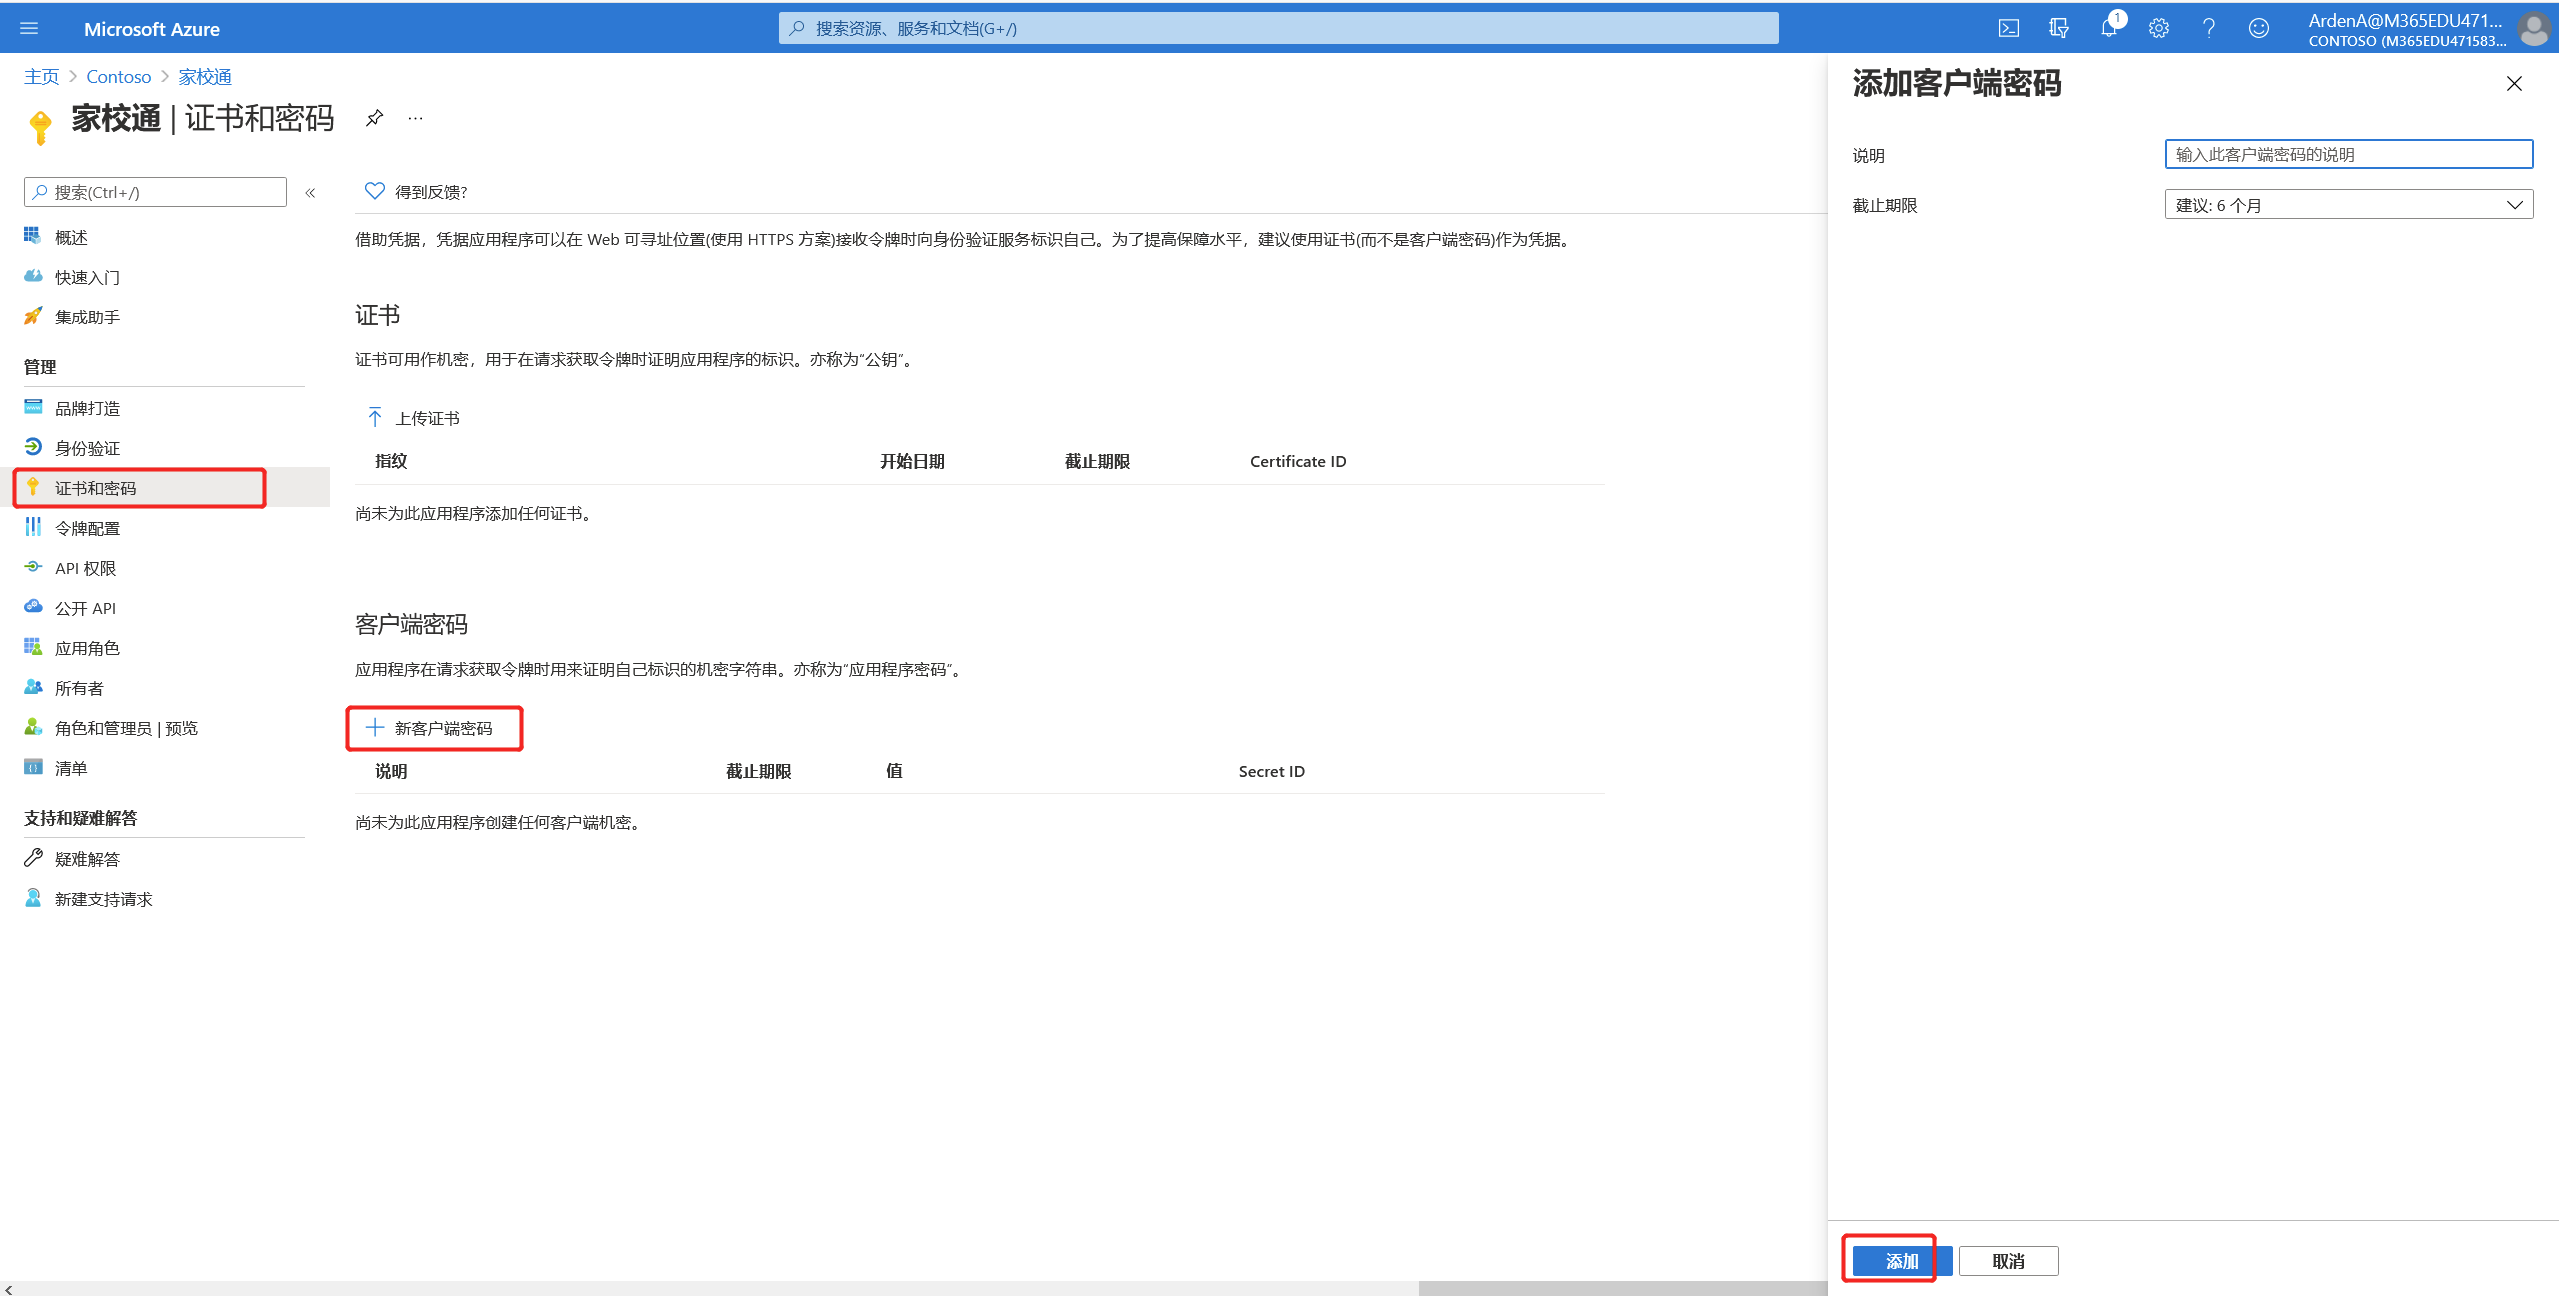 Microsoft Azure
搜索资源、服务和文档(G+/)
1
ArdenA@M365EDU471...
CONTOSO (M365EDU471583...
主页 > Contoso > 家校通
家校通 | 证书和密码
...
搜索(Ctrl+/)
«
概述
快速入门
集成助手
管理
品牌打造
身份验证
证书和密码
令牌配置
API 权限
公开 API
应用角色
所有者
角色和管理员 | 预览
清单
支持和疑难解答
疑难解答
新建支持请求
得到反馈?
借助凭据，凭据应用程序可以在 Web 可寻址位置(使用 HTTPS 方案)接收令牌时向身份验证服务标识自己。为了提高保障水平，建议使用证书(而不是客户端密码)作为凭据。
证书
证书可用作机密，用于在请求获取令牌时证明应用程序的标识。亦称为“公钥”。
上传证书
指纹 开始日期 截止期限 Certificate ID
尚未为此应用程序添加任何证书。
客户端密码
应用程序在请求获取令牌时用来证明自己标识的机密字符串。亦称为“应用程序密码”。
新客户端密码
说明 截止期限 值 Secret ID
尚未为此应用程序创建任何客户端机密。
添加客户端密码
说明 输入此客户端密码的说明
截止期限 建议: 6 个月
添加 取消